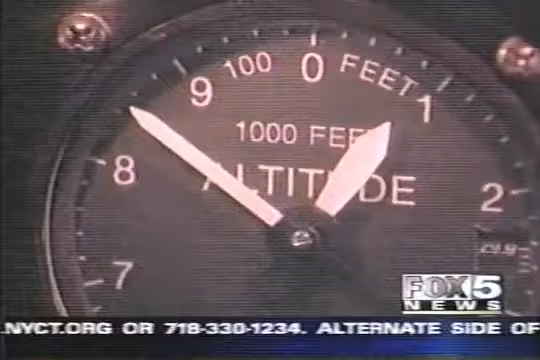 0
9 100 FEET 1
1000 FEE
8 ALTITUDE 2
7
FOX 5
NEWS
.NYCT.ORG OR 718-330-1234. ALTERNATE SIDE OF